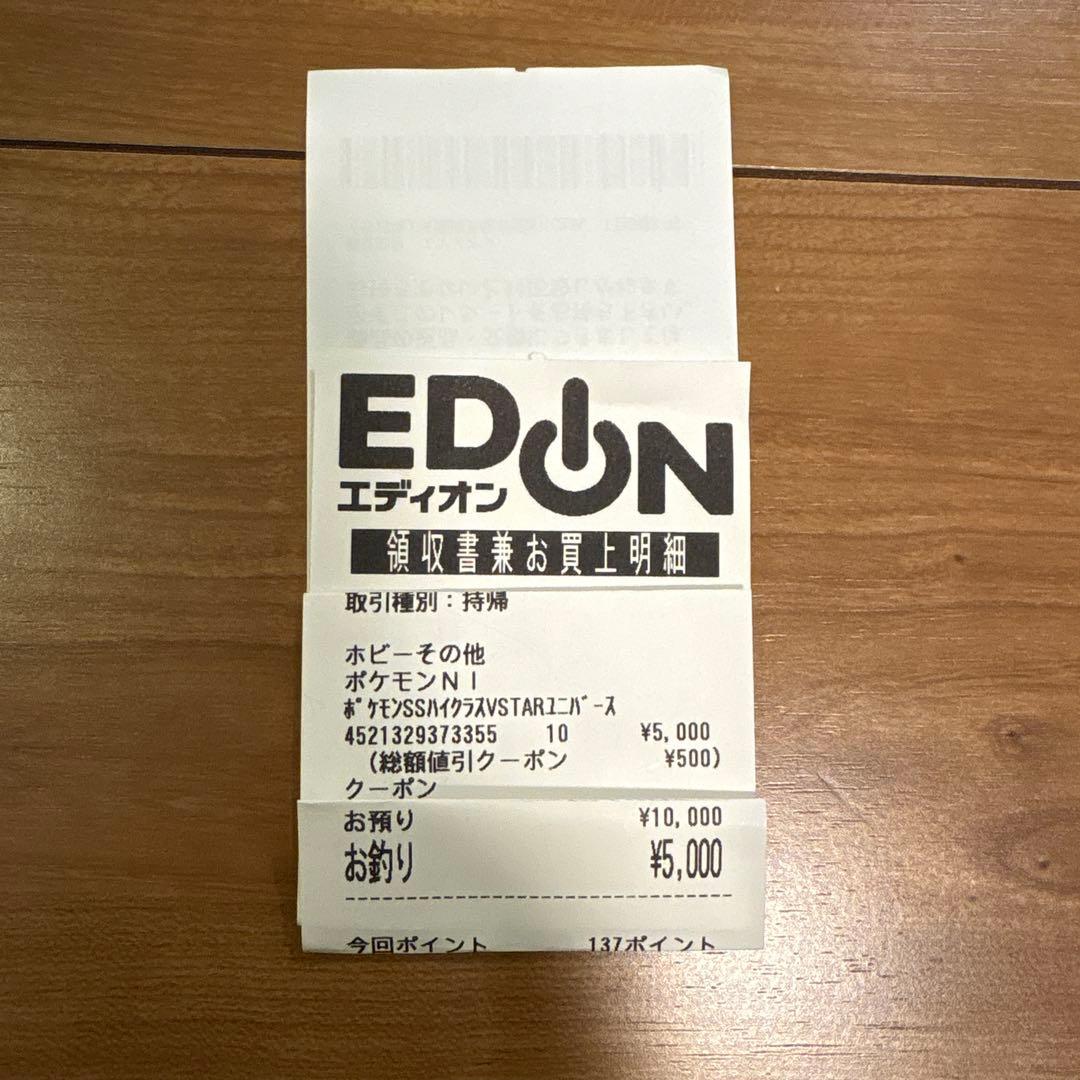 EDION
エディオン
領収書兼お買上明細
取引種別：持帰
ホビーその他
ポケモンNI
ﾎﾟｹﾓﾝSSﾊｲｸﾗｽVSTARﾕﾆﾊﾞｰｽ
4521329373355 10 ¥5,000
(総額値引クーポン ¥500)
クーポン
お預り ¥10,000
お釣り ¥5,000
今回ポイント 137ポイント